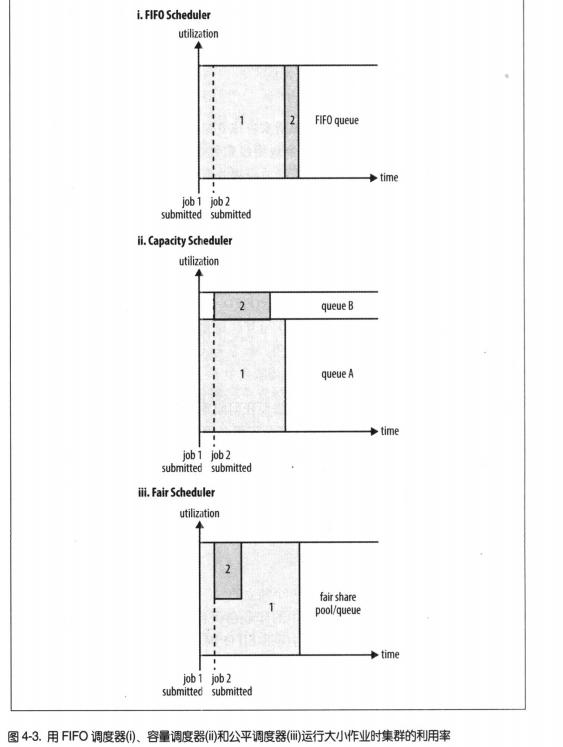 i. FIFO Scheduler
utilization
1
2
FIFO queue
time
job 1 job 2
submitted submitted
ii. Capacity Scheduler
utilization
2
queue B
1
queue A
time
job 1 job 2
submitted submitted
iii. Fair Scheduler
utilization
2
1
fair share
pool/queue
time
job 1 job 2
submitted submitted
图 4-3. 用 FIFO 调度器(i)、容量调度器(ii)和公平调度器(iii)运行大小作业时集群的利用率